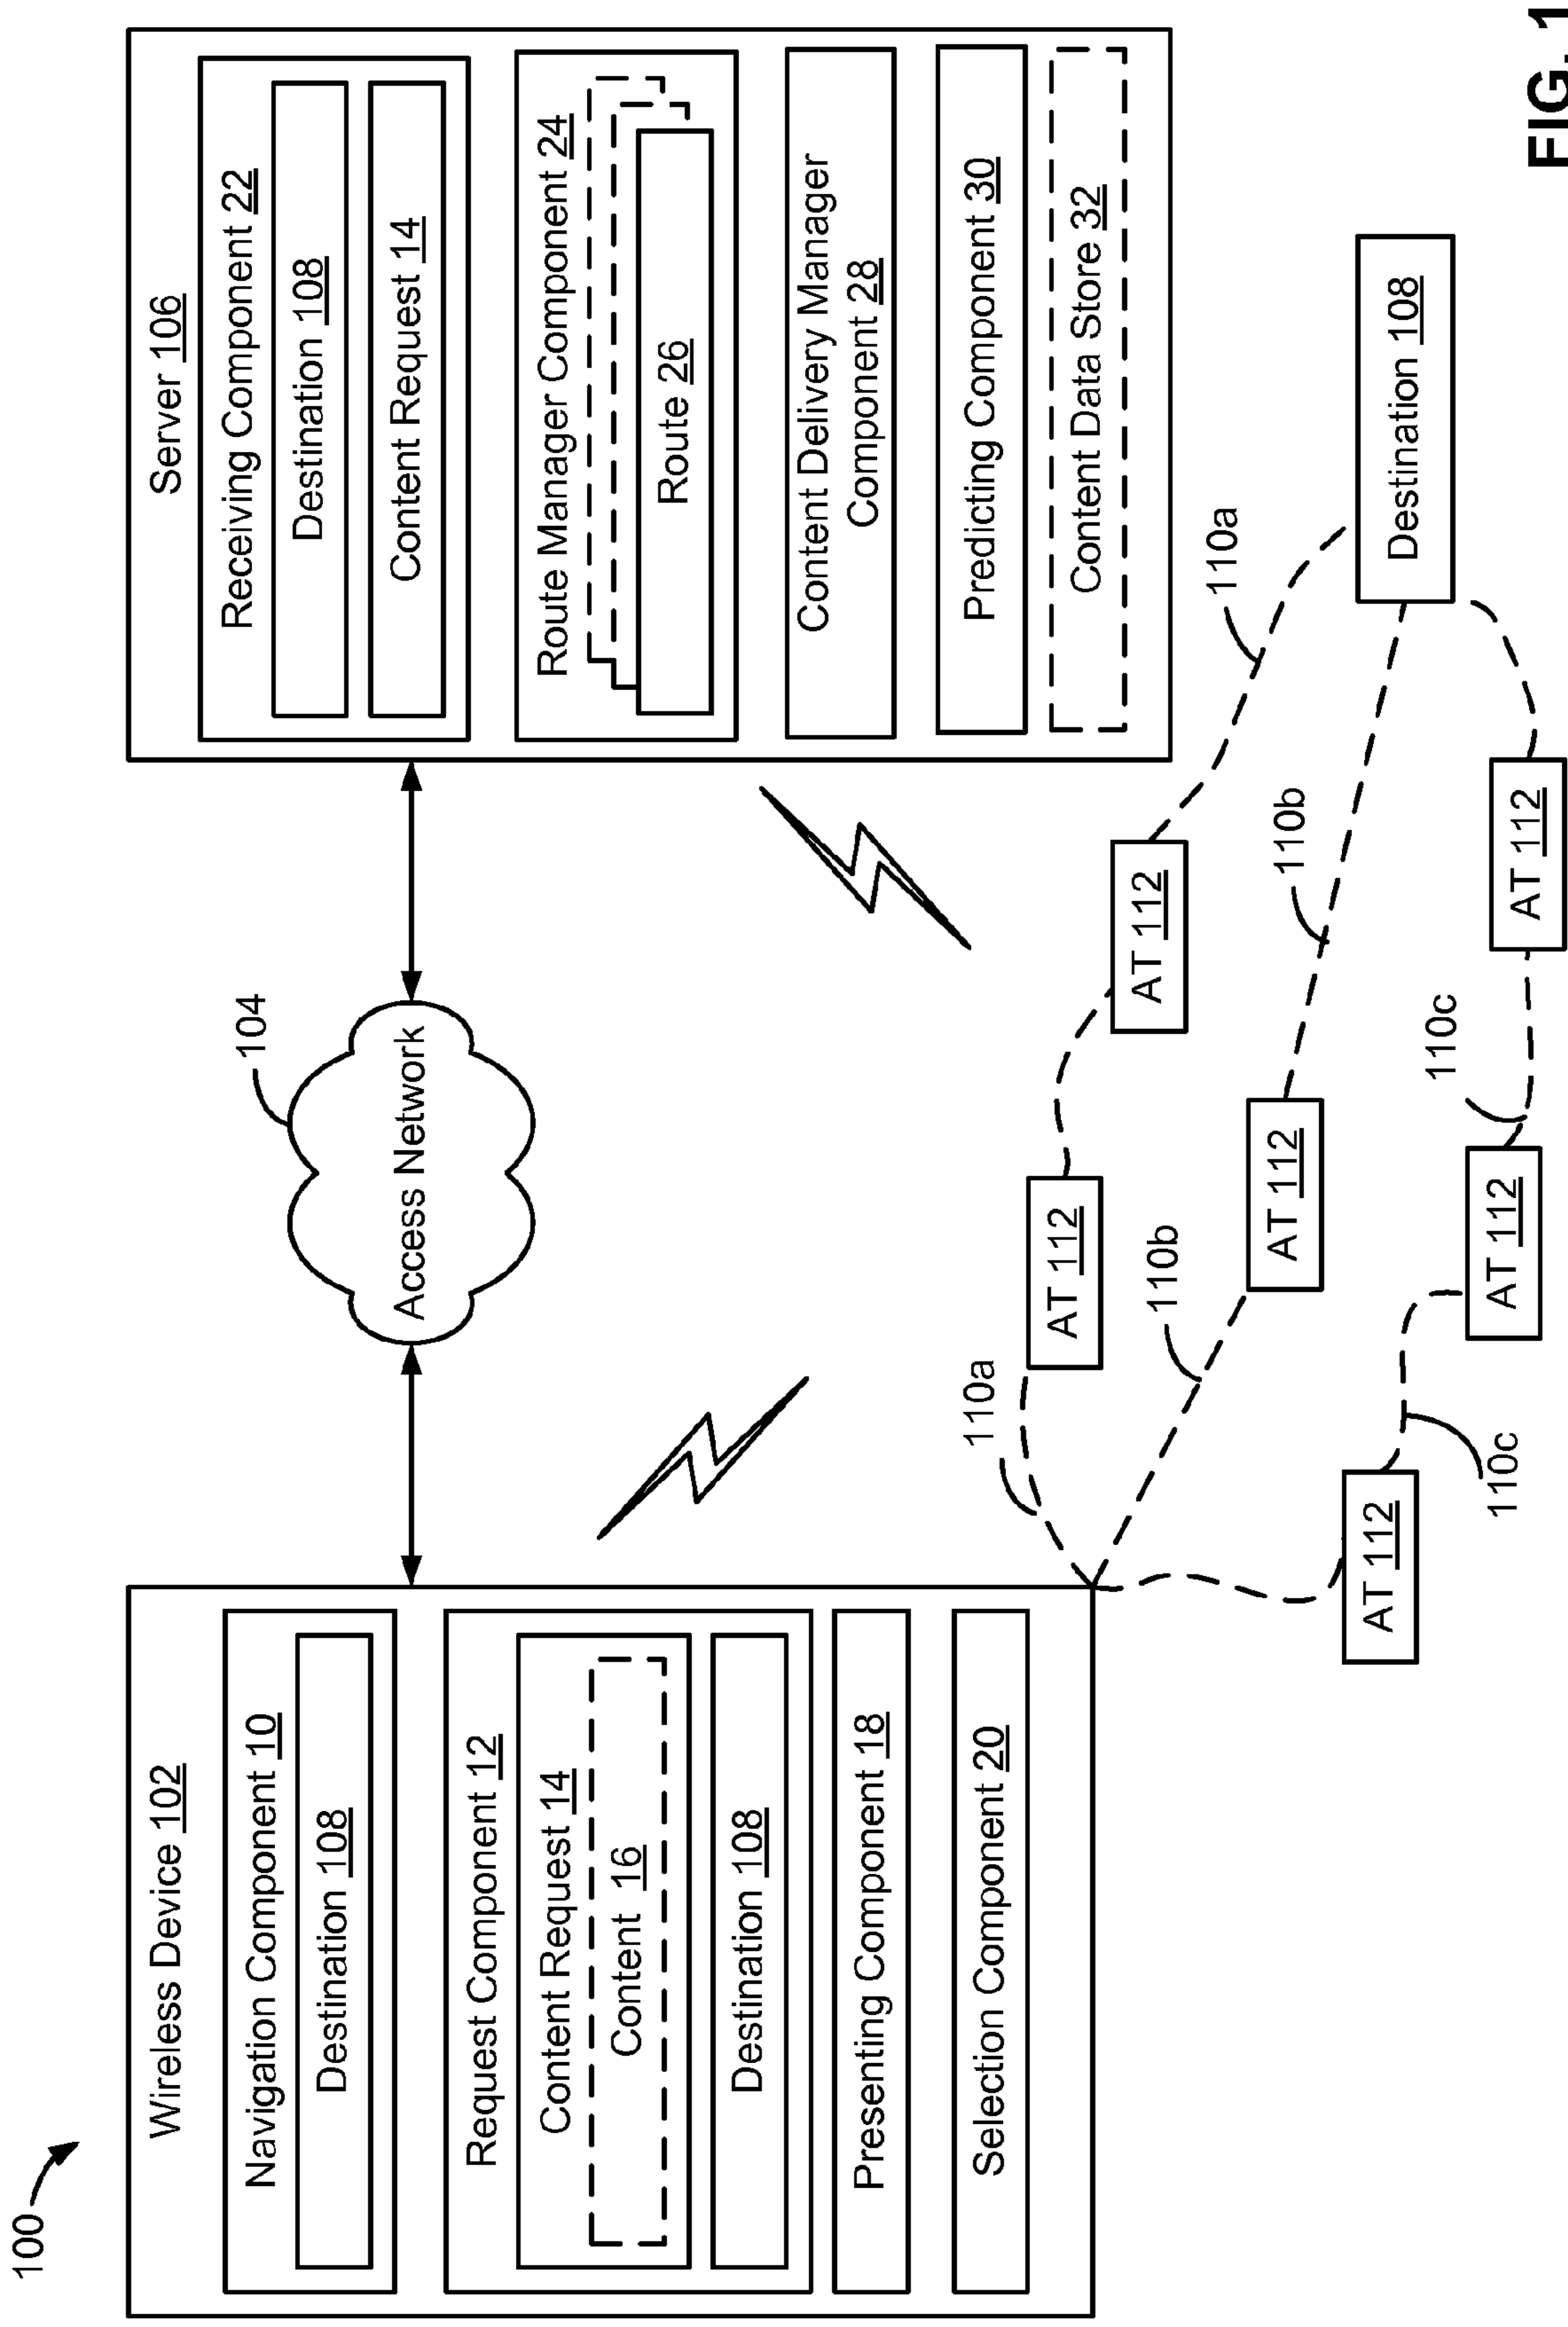 100
Wireless Device 102
Navigation Component 10
Destination 108
Request Component 12
Content Request 14
Content 16
Destination 108
Presenting Component 18
Selection Component 20
104
Access Network
Server 106
Receiving Component 22
Destination 108
Content Request 14
Route Manager Component 24
Route 26
Content Delivery Manager
Component 28
Predicting Component 30
Content Data Store 32
110a
AT 112
AT 112
110a
110b
AT 112
110b
AT 112
110c
AT 112
110c
AT 112
Destination 108
FIG. 1